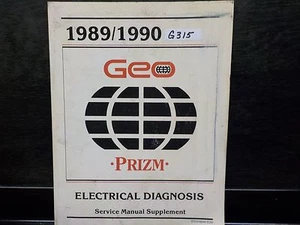 1989/1990 G315
Geo
·PRIZM·
ELECTRICAL DIAGNOSIS
Service Manual Supplement